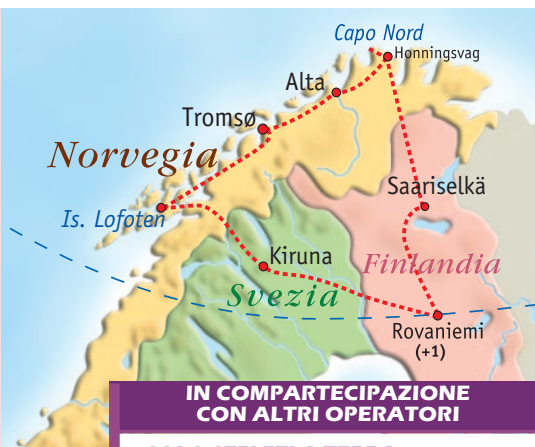 Capo Nord
Honningsvag
Alta
Tromsø
Norvegia
Saariselkä
Is. Lofoten
Kiruna
Finlandia
Svezia
Rovaniemi
(+1)
IN COMPARTECIPAZIONE
CON ALTRI OPERATORI